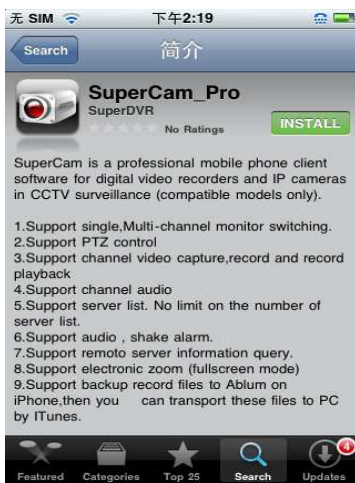 无 SIM 下午2:19
Search 简介
SuperCam_Pro
SuperDVR
No Ratings INSTALL
SuperCam is a professional mobile phone client
software for digital video recorders and IP cameras
in CCTV surveillance (compatible models only).
1.Support single,Multi-channel monitor switching.
2.Support PTZ control
3.Support channel video capture,record and record
playback
4.Support channel audio
5.Support server list. No limit on the number of
server list.
6.Support audio , shake alarm.
7.Support remoto server information query.
8.Support electronic zoom (fullscreen mode)
9.Support backup record files to Ablum on
iPhone,then you can transport these files to PC
by ITunes.
4
Featured Categories Top 25 Search Updates